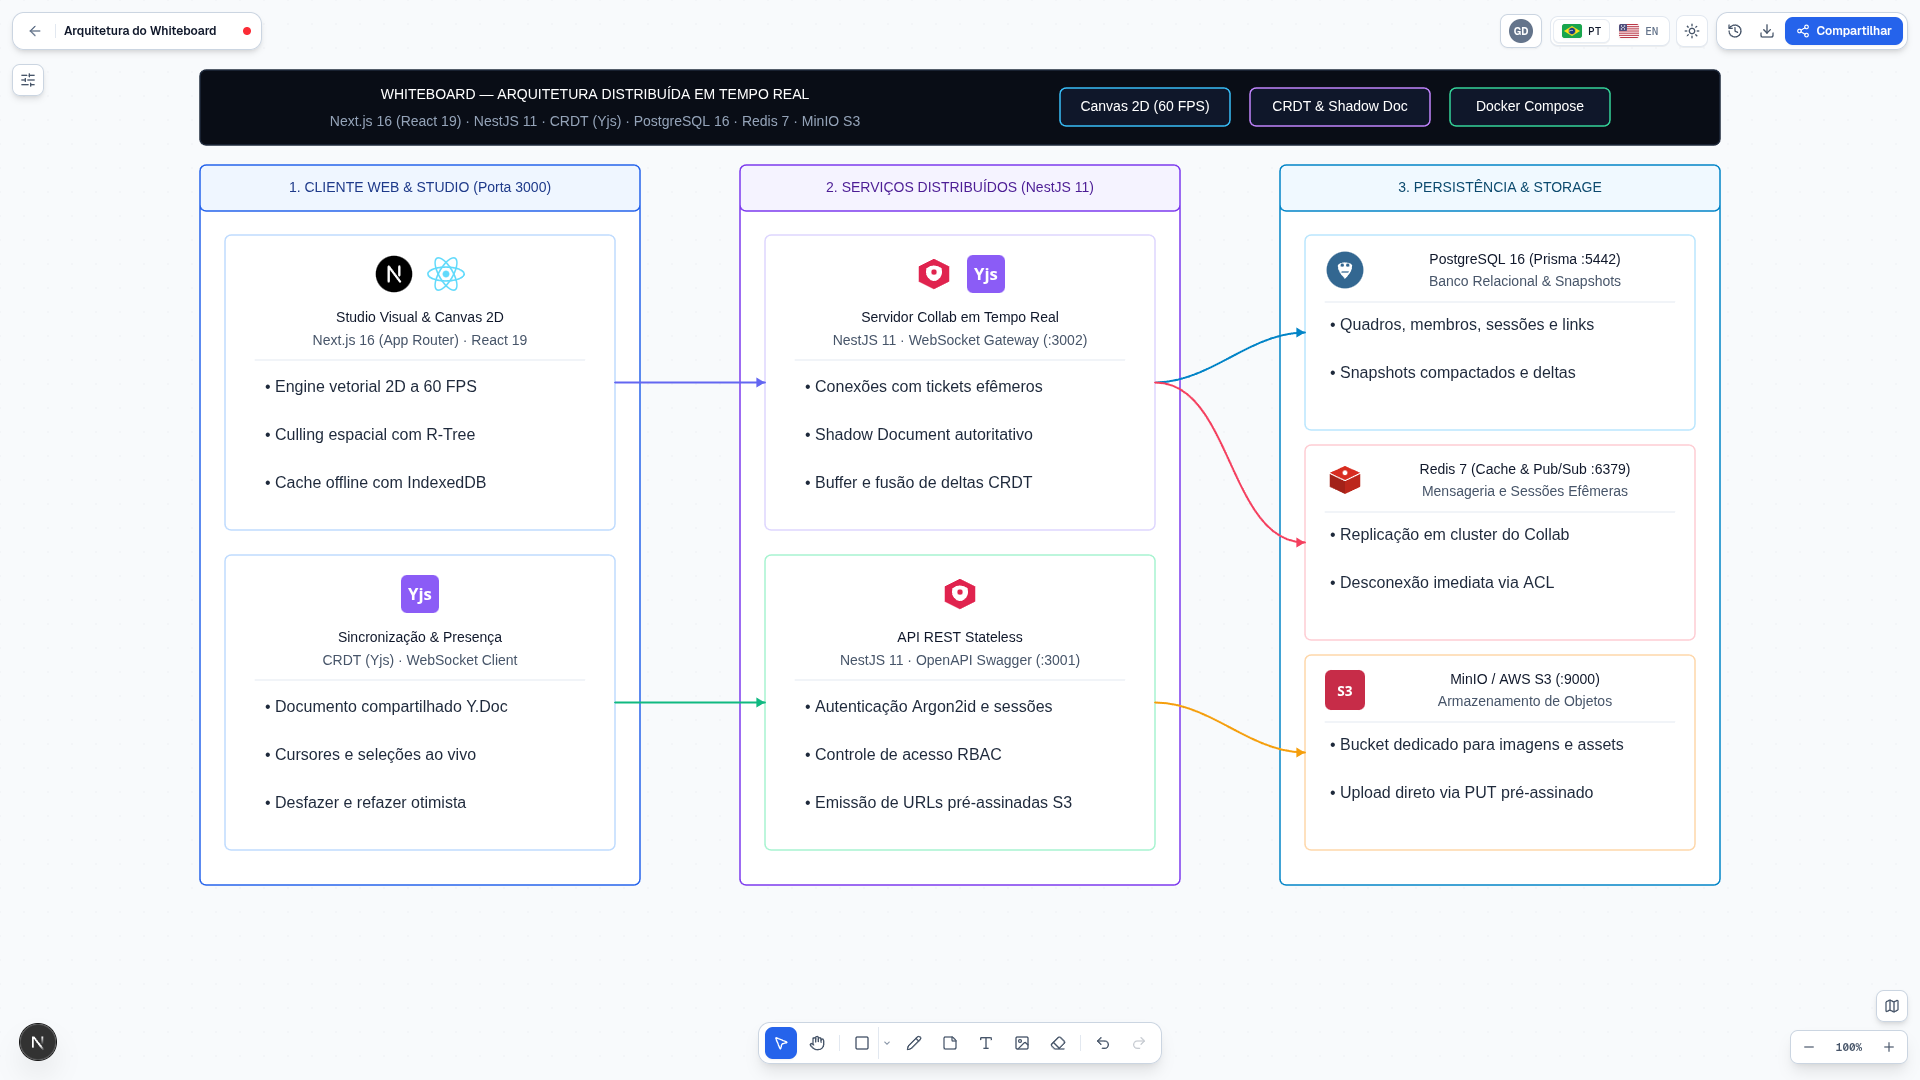 Arquitetura do Whiteboard
GD
PT
EN
Compartilhar
WHITEBOARD — ARQUITETURA DISTRIBUÍDA EM TEMPO REAL
Next.js 16 (React 19) · NestJS 11 · CRDT (Yjs) · PostgreSQL 16 · Redis 7 · MinIO S3
Canvas 2D (60 FPS)
CRDT & Shadow Doc
Docker Compose
1. CLIENTE WEB & STUDIO (Porta 3000)
Studio Visual & Canvas 2D
Next.js 16 (App Router) · React 19
• Engine vetorial 2D a 60 FPS
• Culling espacial com R-Tree
• Cache offline com IndexedDB
Yjs
Sincronização & Presença
CRDT (Yjs) · WebSocket Client
• Documento compartilhado Y.Doc
• Cursores e seleções ao vivo
• Desfazer e refazer otimista
2. SERVIÇOS DISTRIBUÍDOS (NestJS 11)
Yjs
Servidor Collab em Tempo Real
NestJS 11 · WebSocket Gateway (:3002)
• Conexões com tickets efêmeros
• Shadow Document autoritativo
• Buffer e fusão de deltas CRDT
API REST Stateless
NestJS 11 · OpenAPI Swagger (:3001)
• Autenticação Argon2id e sessões
• Controle de acesso RBAC
• Emissão de URLs pré-assinadas S3
3. PERSISTÊNCIA & STORAGE
PostgreSQL 16 (Prisma :5442)
Banco Relacional & Snapshots
• Quadros, membros, sessões e links
• Snapshots compactados e deltas
Redis 7 (Cache & Pub/Sub :6379)
Mensageria e Sessões Efêmeras
• Replicação em cluster do Collab
• Desconexão imediata via ACL
S3
MinIO / AWS S3 (:9000)
Armazenamento de Objetos
• Bucket dedicado para imagens e assets
• Upload direto via PUT pré-assinado
100%